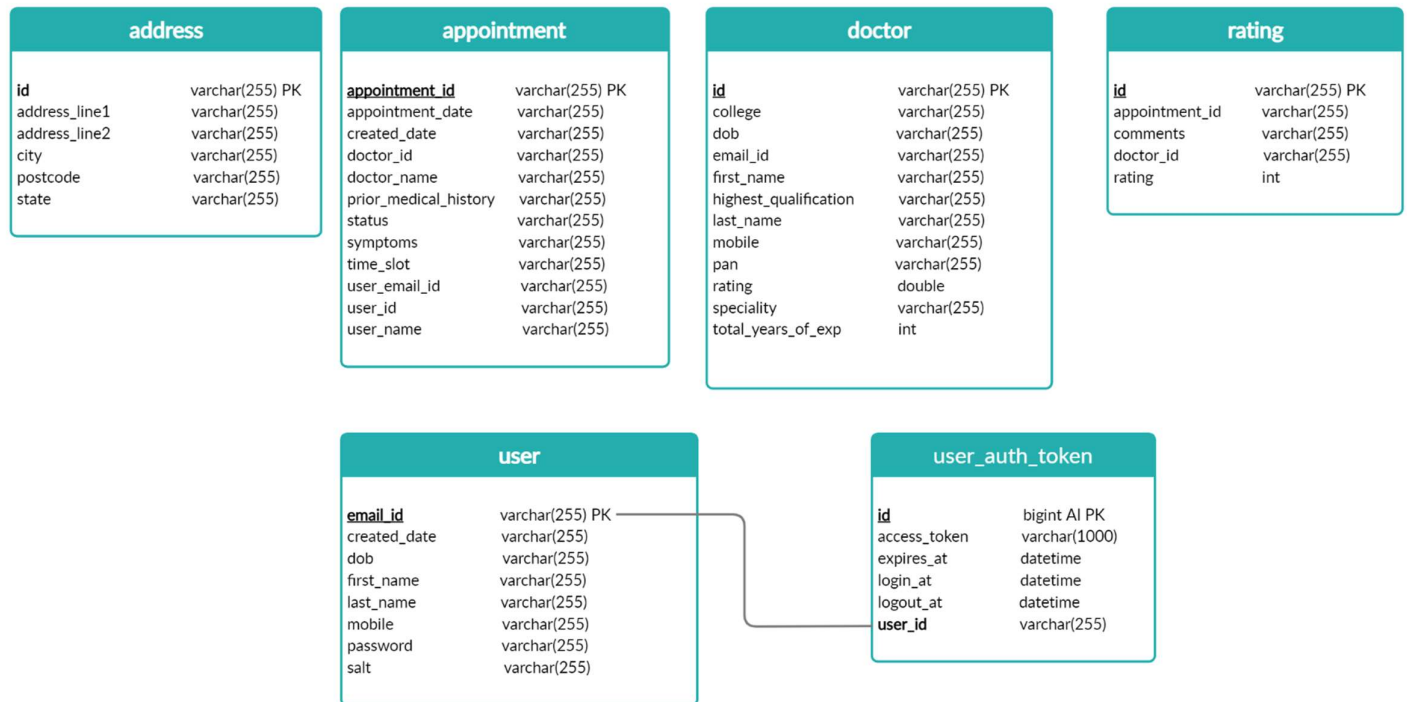 address
id varchar(255) PK
address_line1 varchar(255)
address_line2 varchar(255)
city varchar(255)
postcode varchar(255)
state varchar(255)
appointment
appointment_id varchar(255) PK
appointment_date varchar(255)
created_date varchar(255)
doctor_id varchar(255)
doctor_name varchar(255)
prior_medical_history varchar(255)
status varchar(255)
symptoms varchar(255)
time_slot varchar(255)
user_email_id varchar(255)
user_id varchar(255)
user_name varchar(255)
doctor
id varchar(255) PK
college varchar(255)
dob varchar(255)
email_id varchar(255)
first_name varchar(255)
highest_qualification varchar(255)
last_name varchar(255)
mobile varchar(255)
pan varchar(255)
rating double
speciality varchar(255)
total_years_of_exp int
rating
id varchar(255) PK
appointment_id varchar(255)
comments varchar(255)
doctor_id varchar(255)
rating int
user
email_id varchar(255) PK
created_date varchar(255)
dob varchar(255)
first_name varchar(255)
last_name varchar(255)
mobile varchar(255)
password varchar(255)
salt varchar(255)
user_auth_token
id bigint AI PK
access_token varchar(1000)
expires_at datetime
login_at datetime
logout_at datetime
user_id varchar(255)